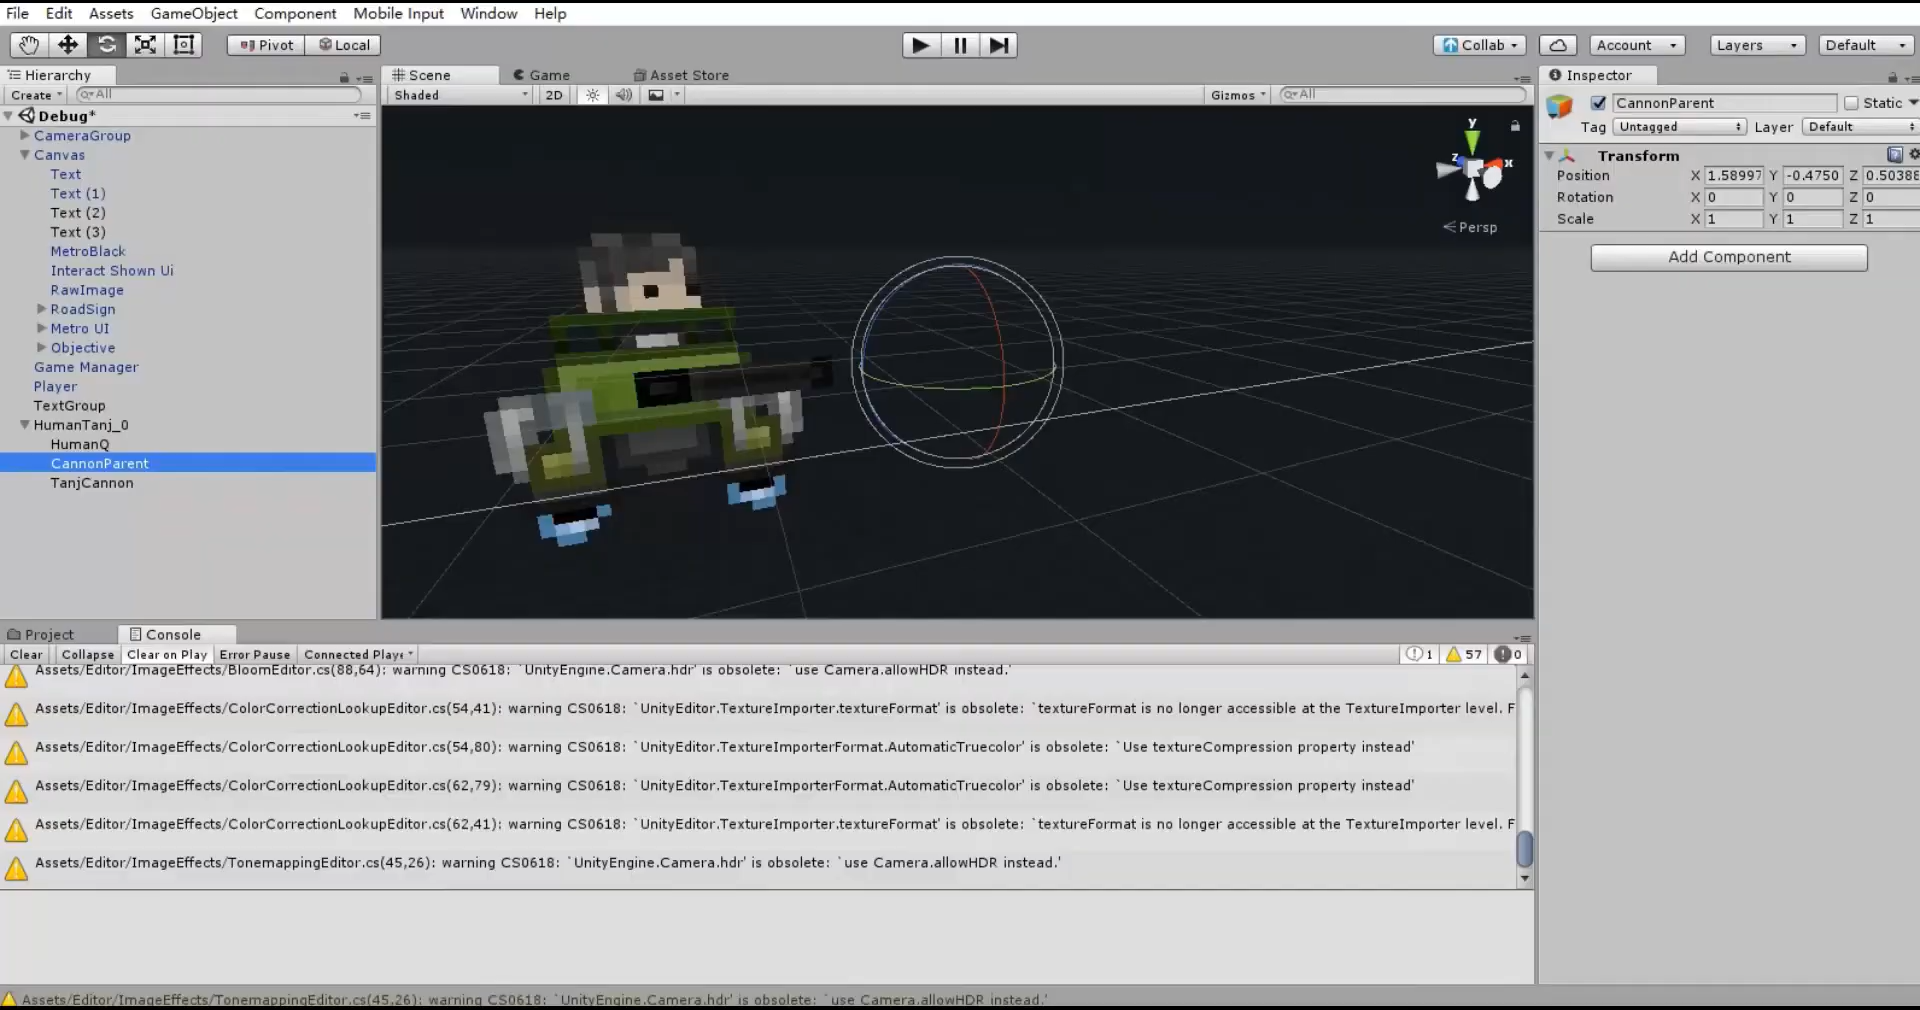 File Edit Assets GameObject Component Mobile Input Window Help
Pivot Local Collab Account Layers Default
Hierarchy
Create All
Debug*
CameraGroup
Canvas
Text
Text (1)
Text (2)
Text (3)
MetroBlack
Interact Shown Ui
RawImage
RoadSign
Metro UI
Objective
Game Manager
Player
TextGroup
HumanTanj_0
HumanQ
CannonParent
TanjCannon
Scene Game Asset Store
Shaded 2D Gizmos All
y
z x
Persp
Inspector
CannonParent Static
Tag Untagged Layer Default
Transform
Position X 1.58997 Y -0.4750 Z 0.50388
Rotation X 0 Y 0 Z 0
Scale X 1 Y 1 Z 1
Add Component
Project Console
Clear Collapse Clear on Play Error Pause Connected Playe 1 57 0
Assets/Editor/ImageEffects/BloomEditor.cs(88,64): warning CS0618: `UnityEngine.Camera.hdr' is obsolete: `use Camera.allowHDR instead.'
Assets/Editor/ImageEffects/ColorCorrectionLookupEditor.cs(54,41): warning CS0618: `UnityEditor.TextureImporter.textureFormat' is obsolete: `textureFormat is no longer accessible at the TextureImporter level. F
Assets/Editor/ImageEffects/ColorCorrectionLookupEditor.cs(54,80): warning CS0618: `UnityEditor.TextureImporterFormat.AutomaticTruecolor' is obsolete: `Use textureCompression property instead'
Assets/Editor/ImageEffects/ColorCorrectionLookupEditor.cs(62,79): warning CS0618: `UnityEditor.TextureImporterFormat.AutomaticTruecolor' is obsolete: `Use textureCompression property instead'
Assets/Editor/ImageEffects/ColorCorrectionLookupEditor.cs(62,41): warning CS0618: `UnityEditor.TextureImporter.textureFormat' is obsolete: `textureFormat is no longer accessible at the TextureImporter level. F
Assets/Editor/ImageEffects/TonemappingEditor.cs(45,26): warning CS0618: `UnityEngine.Camera.hdr' is obsolete: `use Camera.allowHDR instead.'
Assets/Editor/ImageEffects/TonemappingEditor.cs(45,26): warning CS0618: `UnityEngine.Camera.hdr' is obsolete: `use Camera.allowHDR instead.'